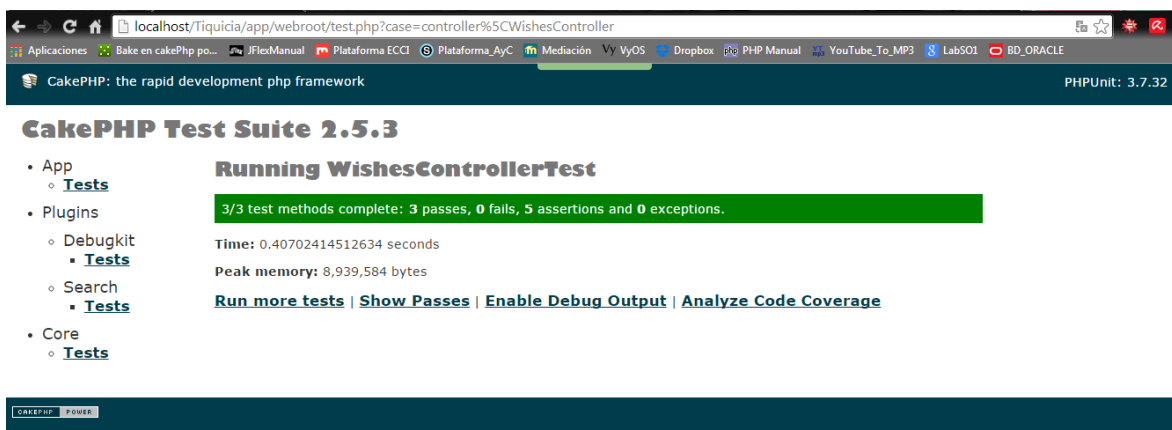 localhost/Tiquicia/app/webroot/test.php?case=controller%5CWishesController
Aplicaciones Bake en cakePhp po... JFlexManual Plataforma ECCI Plataforma_AyC Mediación Vy VyOS Dropbox php PHP Manual YouTube_To_MP3 LabSO1 BD_ORACLE
CakePHP: the rapid development php framework PHPUnit: 3.7.32
CakePHP Test Suite 2.5.3
App
Tests
Plugins
Debugkit
Tests
Search
Tests
Core
Tests
Running WishesControllerTest
3/3 test methods complete: 3 passes, 0 fails, 5 assertions and 0 exceptions.
Time: 0.40702414512634 seconds
Peak memory: 8,939,584 bytes
Run more tests | Show Passes | Enable Debug Output | Analyze Code Coverage
CAKEPHP POWER